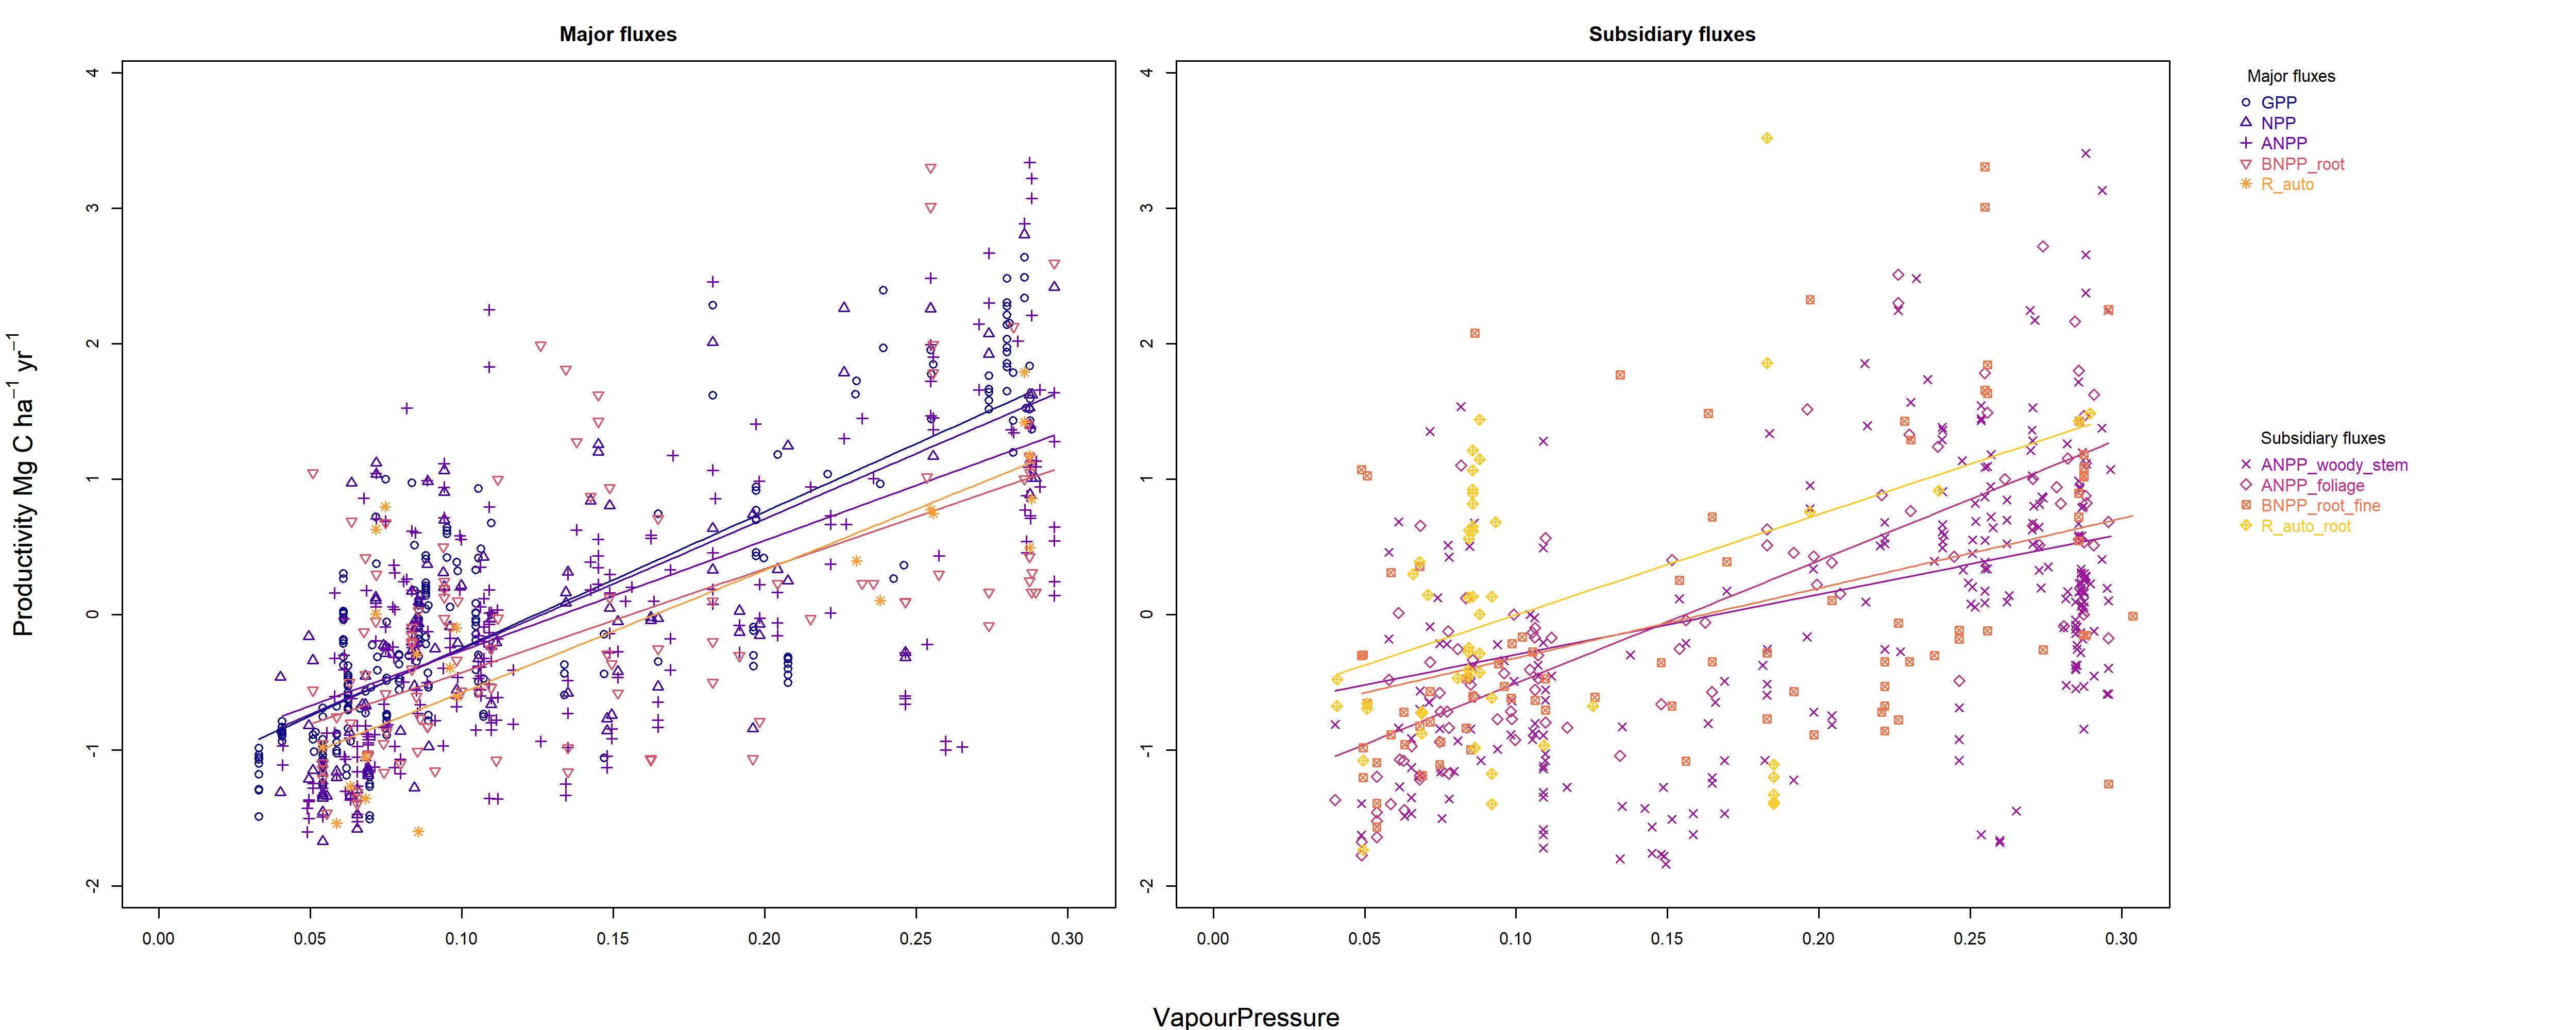 Major fluxes
Subsidiary fluxes
Productivity Mg C ha⁻¹ yr⁻¹
4
3
2
1
0
-1
-2
0.00 0.05 0.10 0.15 0.20 0.25 0.30
4
3
2
1
0
-1
-2
0.00 0.05 0.10 0.15 0.20 0.25 0.30
VapourPressure
Major fluxes
GPP
NPP
ANPP
BNPP_root
R_auto
Subsidiary fluxes
ANPP_woody_stem
ANPP_foliage
BNPP_root_fine
R_auto_root